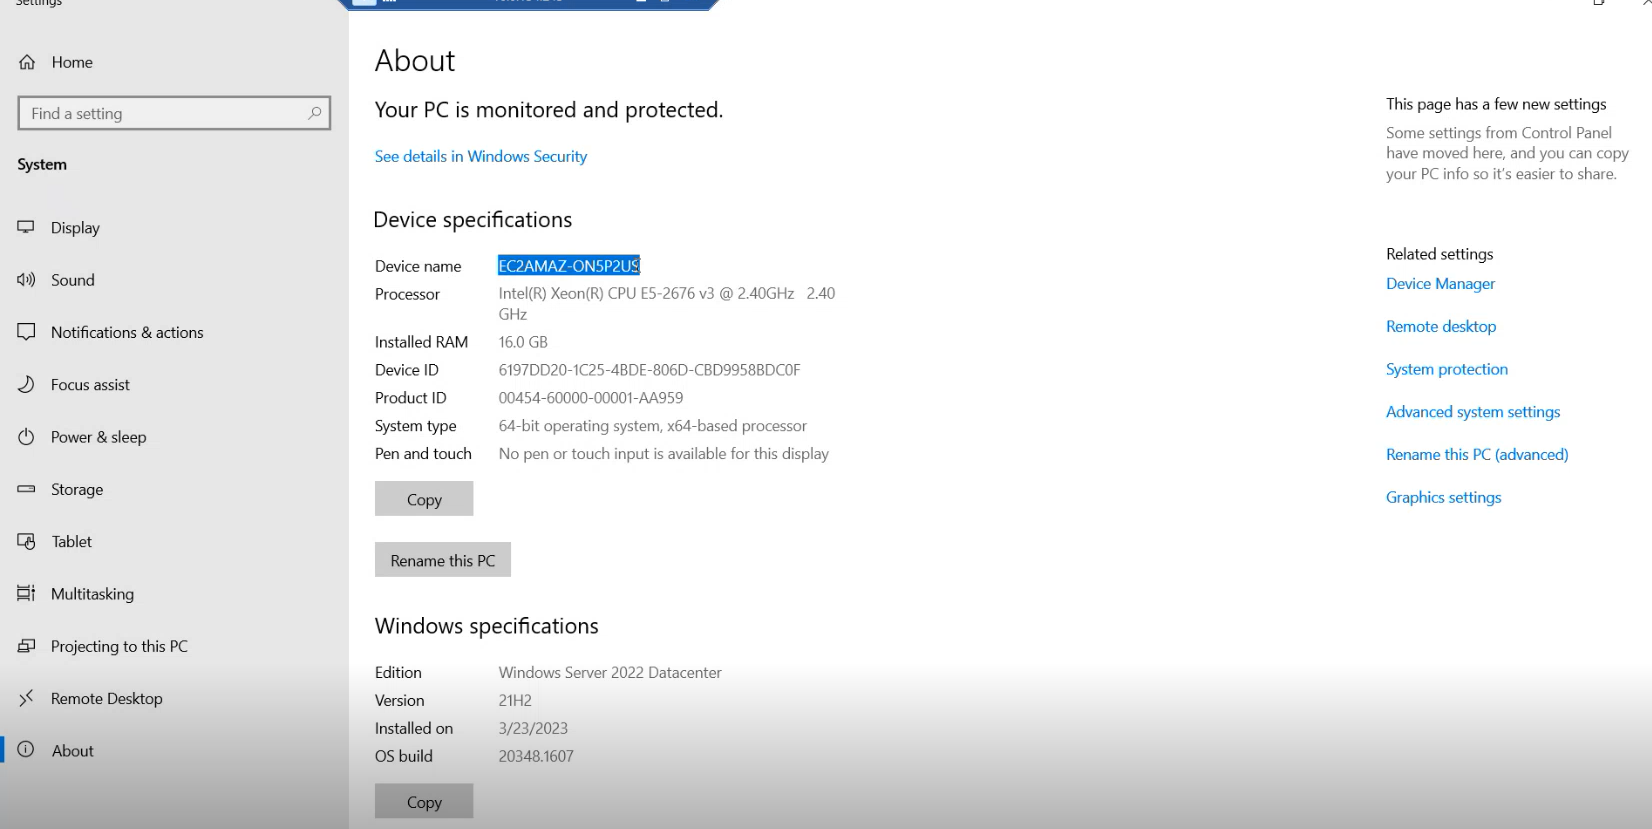 Settings
Home
Find a setting
System
Display
Sound
Notifications & actions
Focus assist
Power & sleep
Storage
Tablet
Multitasking
Projecting to this PC
Remote Desktop
About
About
Your PC is monitored and protected.
See details in Windows Security
Device specifications
Device name EC2AMAZ-ON5P2US
Processor Intel(R) Xeon(R) CPU E5-2676 v3 @ 2.40GHz 2.40
GHz
Installed RAM 16.0 GB
Device ID 6197DD20-1C25-4BDE-806D-CBD9958BDC0F
Product ID 00454-60000-00001-AA959
System type 64-bit operating system, x64-based processor
Pen and touch No pen or touch input is available for this display
Copy
Rename this PC
Windows specifications
Edition Windows Server 2022 Datacenter
Version 21H2
Installed on 3/23/2023
OS build 20348.1607
Copy
This page has a few new settings
Some settings from Control Panel
have moved here, and you can copy
your PC info so it's easier to share.
Related settings
Device Manager
Remote desktop
System protection
Advanced system settings
Rename this PC (advanced)
Graphics settings